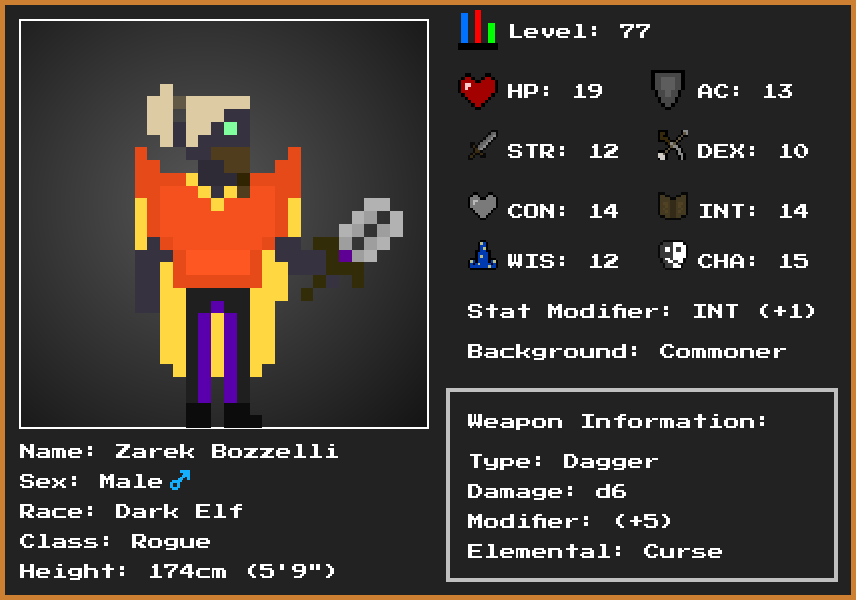 Level: 77
HP: 19 AC: 13
STR: 12 DEX: 10
CON: 14 INT: 14
WIS: 12 CHA: 15
Stat Modifier: INT (+1)
Background: Commoner
Weapon Information:
Type: Dagger
Damage: d6
Modifier: (+5)
Elemental: Curse
Name: Zarek Bozzelli
Sex: Male♂
Race: Dark Elf
Class: Rogue
Height: 174cm (5'9")